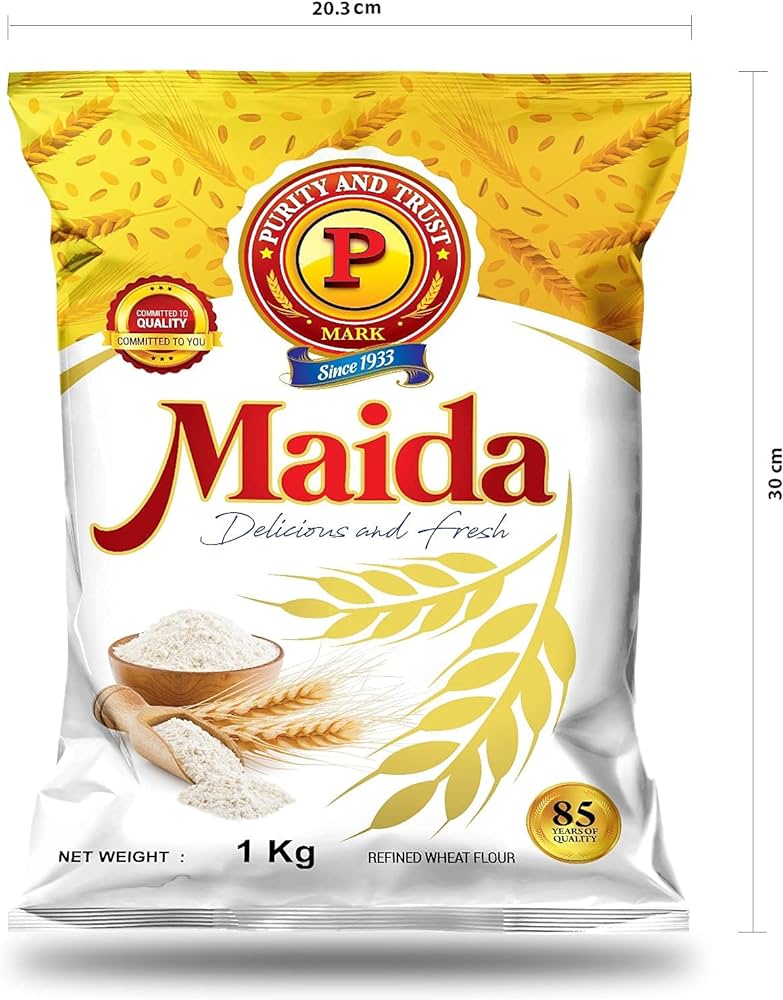 20.3 cm
30 cm
PURITY AND TRUST
P
MARK
Since 1933
COMMITTED TO
QUALITY
COMMITTED TO YOU
Maida
Delicious and fresh
85
YEARS OF
QUALITY
NET WEIGHT : 1 Kg
REFINED WHEAT FLOUR